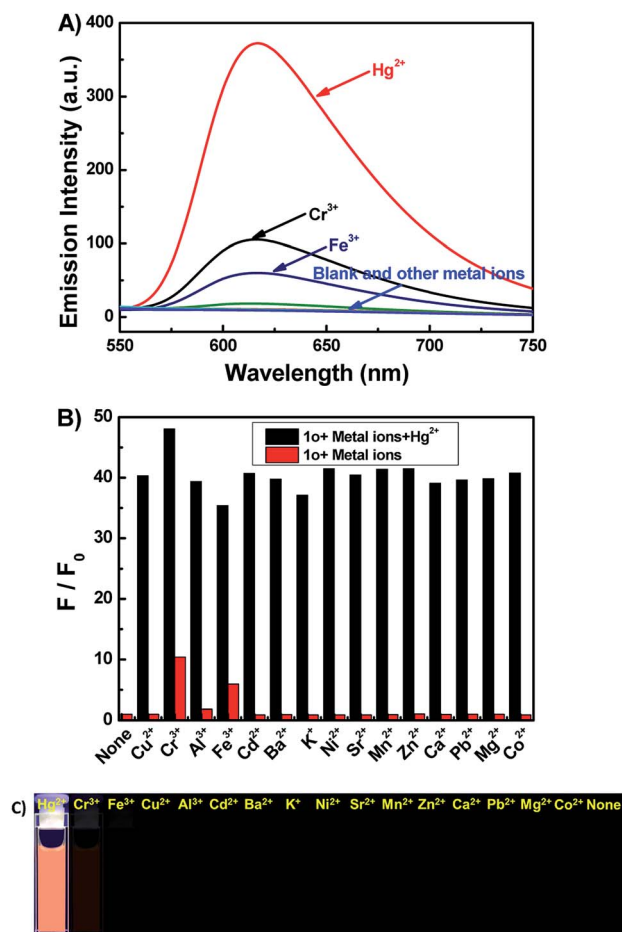 A)
400
300
200
100
0
Emission Intensity (a.u.)
Hg²⁺
Cr³⁺
Fe³⁺
Blank and other metal ions
550 600 650 700 750
Wavelength (nm)
B)
50
40
30
20
10
0
F / F₀
1o+ Metal ions+Hg²⁺
1o+ Metal ions
None Cu²⁺ Cr³⁺ Al³⁺ Fe³⁺ Cd²⁺ Ba²⁺ K⁺ Ni²⁺ Sr²⁺ Mn²⁺ Zn²⁺ Ca²⁺ Pb²⁺ Mg²⁺ Co²⁺
c) Hg²⁺ Cr³⁺ Fe³⁺ Cu²⁺ Al³⁺ Cd²⁺ Ba²⁺ K⁺ Ni²⁺ Sr²⁺ Mn²⁺ Zn²⁺ Ca²⁺ Pb²⁺ Mg²⁺ Co²⁺ None